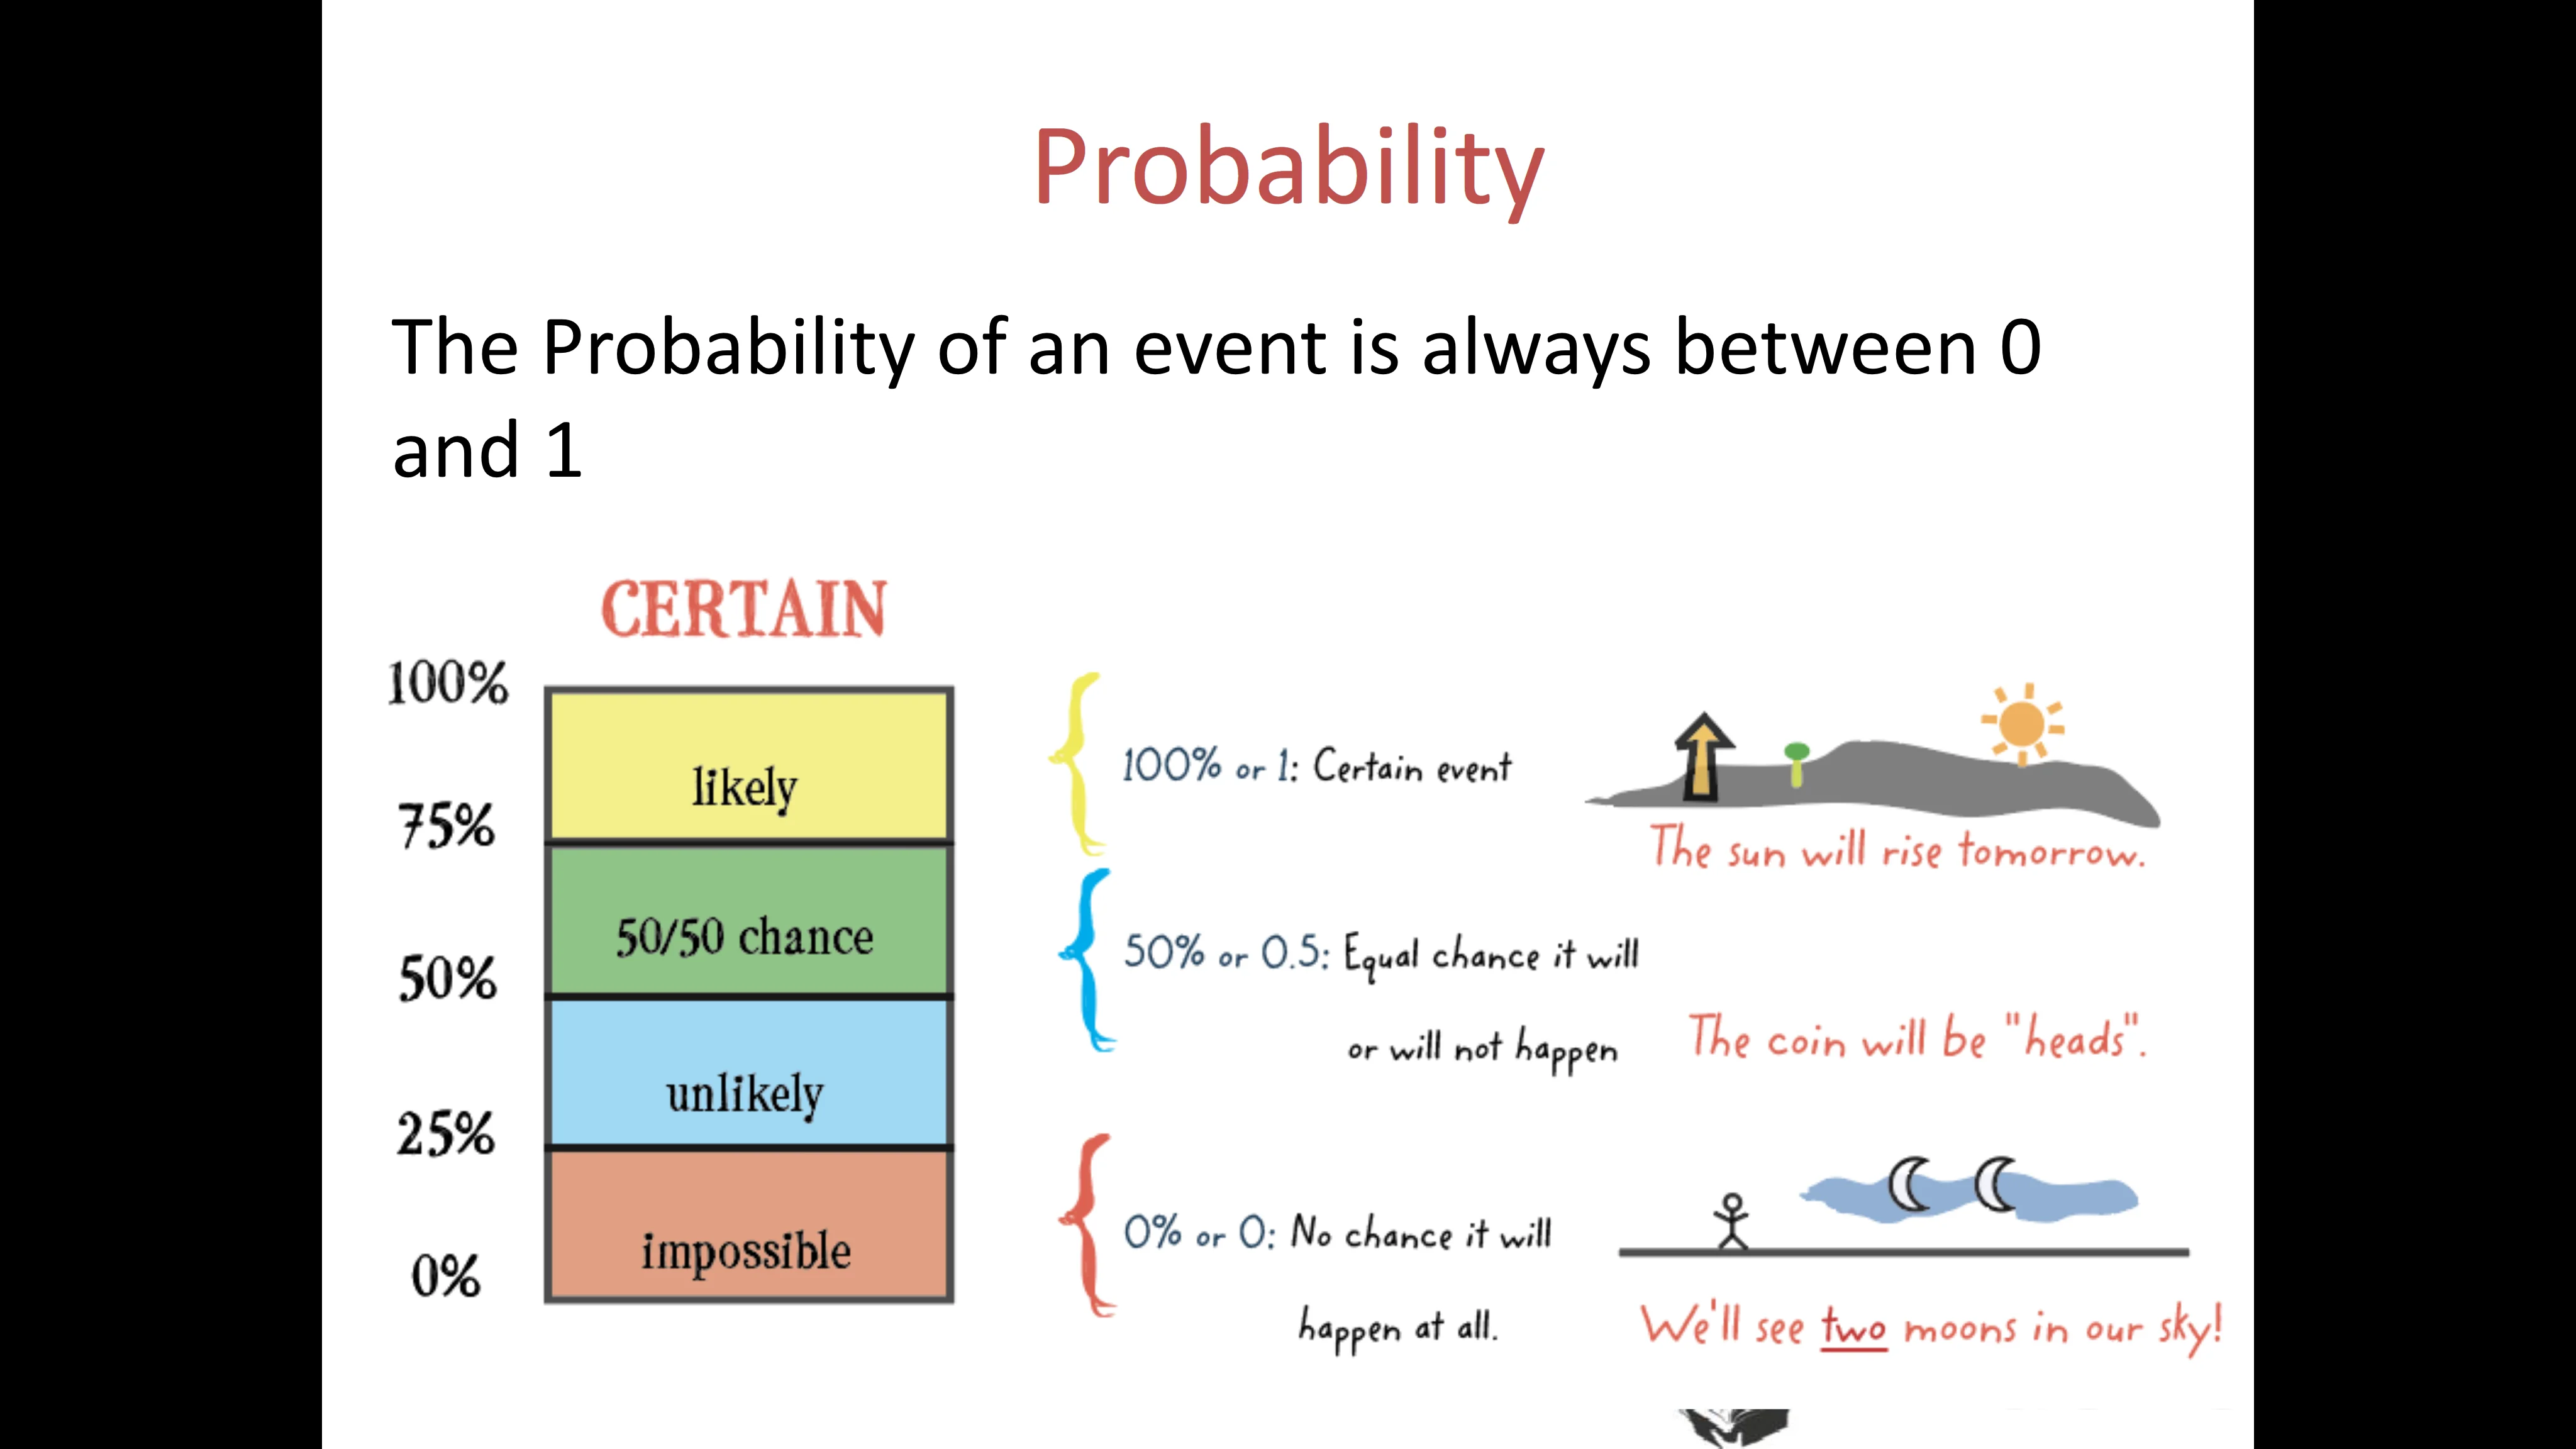 Probability
The Probability of an event is always between 0
and 1
CERTAIN
100%
likely
75%
50/50 chance
50%
unlikely
25%
impossible
0%
100% or 1: Certain event
The sun will rise tomorrow.
50% or 0.5: Equal chance it will
or will not happen
The coin will be "heads".
0% or 0: No chance it will
happen at all.
We'll see two moons in our sky!